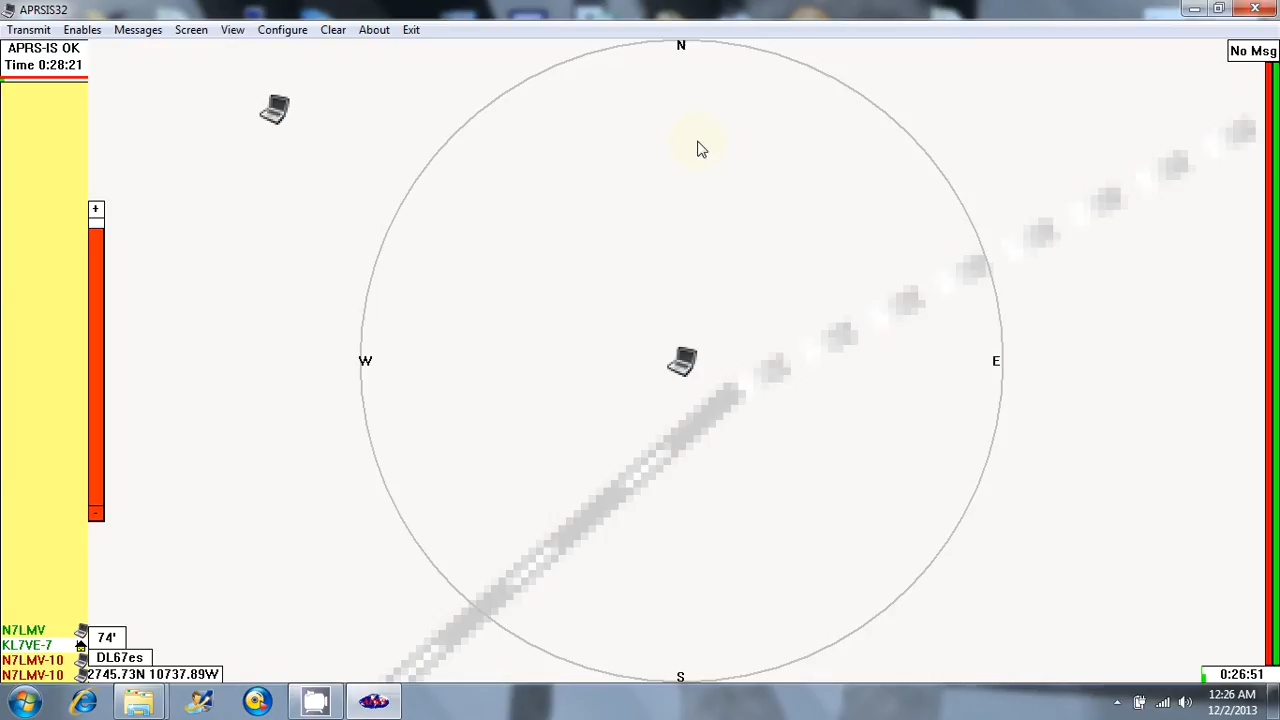 APRSIS32
Transmit Enables Messages Screen View Configure Clear About Exit
APRS-IS OK
Time 0:28:21
No Msg
N
+
W
E
-
N7LMV
KL7VE-7
N7LMV-10
N7LMV-10
74'
DL67es
2745.73N 10737.89W
S
0:26:51
12:26 AM
12/2/2013